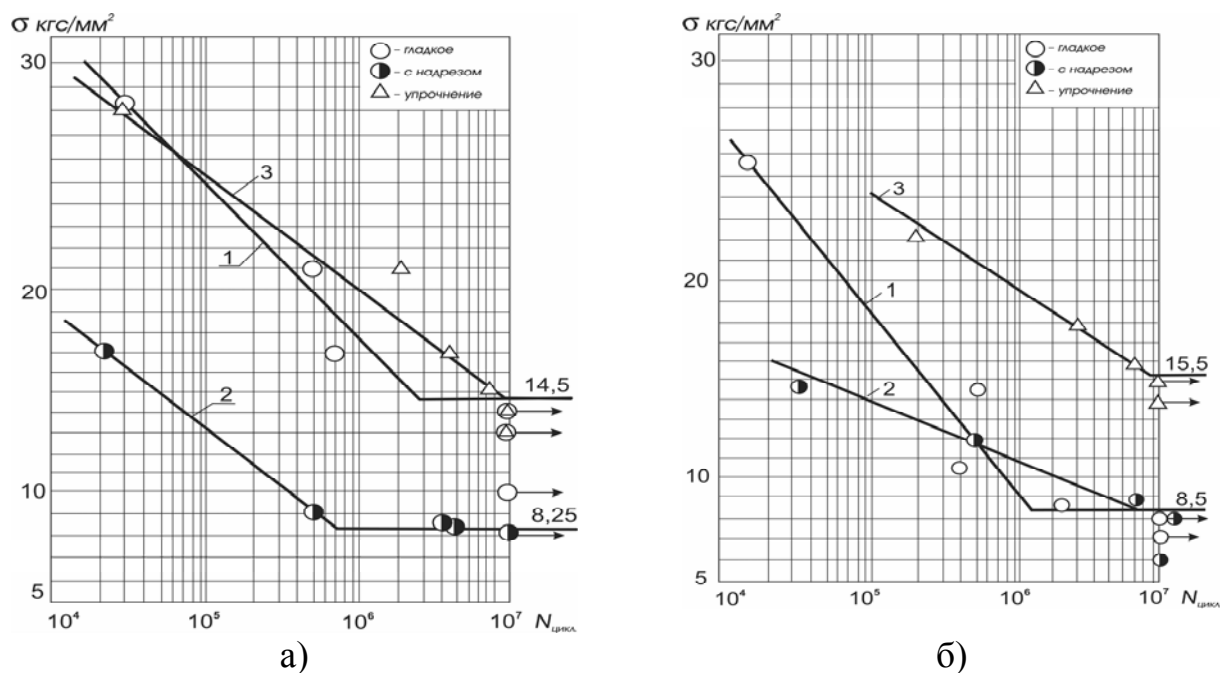 σ кгс/мм²
30
20
10
5
10⁴
10⁵
10⁶
10⁷
Nцикл.
– гладкое
– с надрезом
– упрочнение
3
1
2
14,5
8,25
а)
σ кгс/мм²
30
20
10
5
10⁴
10⁵
10⁶
10⁷
Nцикл.
– гладкое
– с надрезом
– упрочнение
3
1
2
15,5
8,5
б)